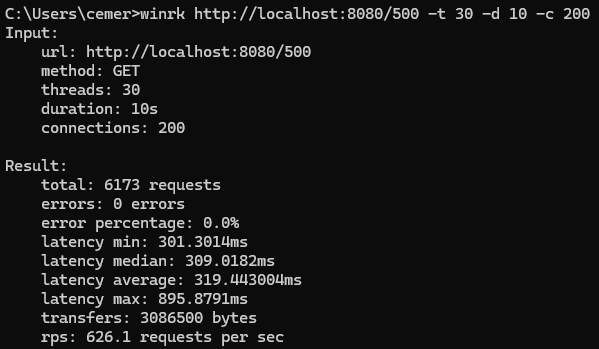 C:\Users\cemer>winrk http://localhost:8080/500 -t 30 -d 10 -c 200
Input:
    url: http://localhost:8080/500
    method: GET
    threads: 30
    duration: 10s
    connections: 200

Result:
    total: 6173 requests
    errors: 0 errors
    error percentage: 0.0%
    latency min: 301.3014ms
    latency median: 309.0182ms
    latency average: 319.443004ms
    latency max: 895.8791ms
    transfers: 3086500 bytes
    rps: 626.1 requests per sec